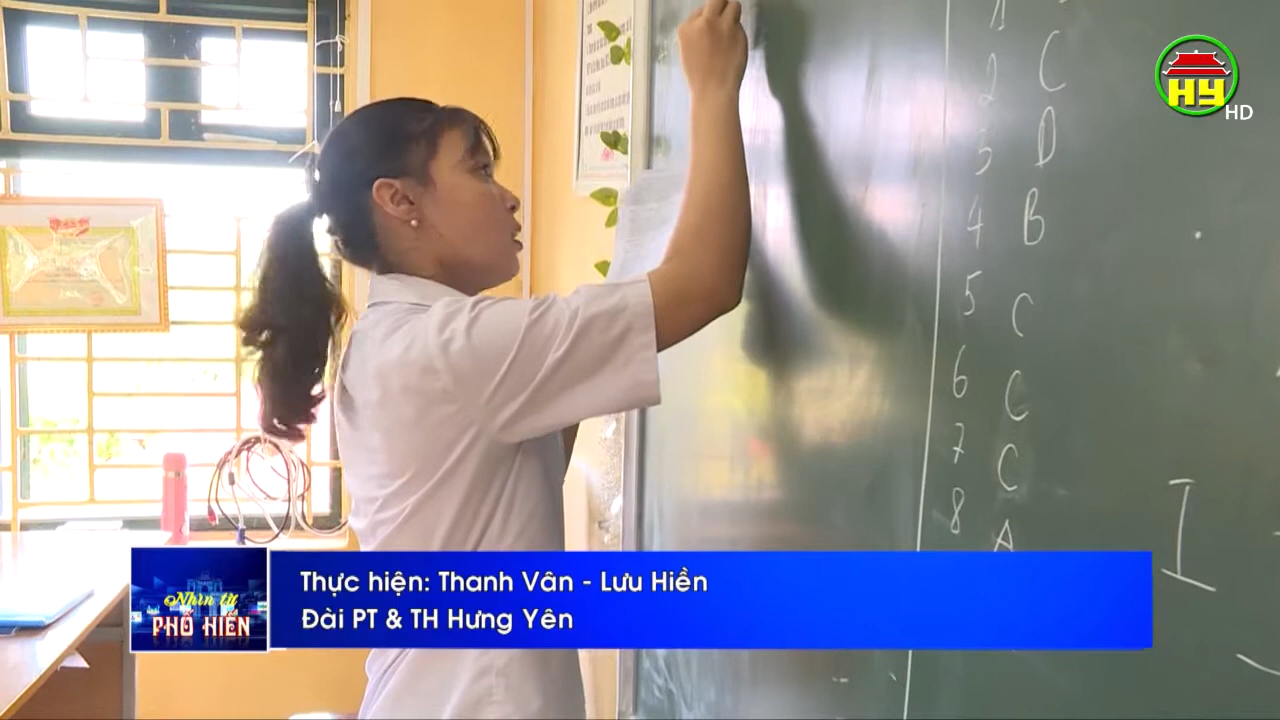 HY
HD
1
2 C
3 D
4 B
5 C
6 C
7 C
8 A
I
Nhìn từ
PHỐ HIẾN
Thực hiện: Thanh Vân - Lưu Hiền
Đài PT & TH Hưng Yên